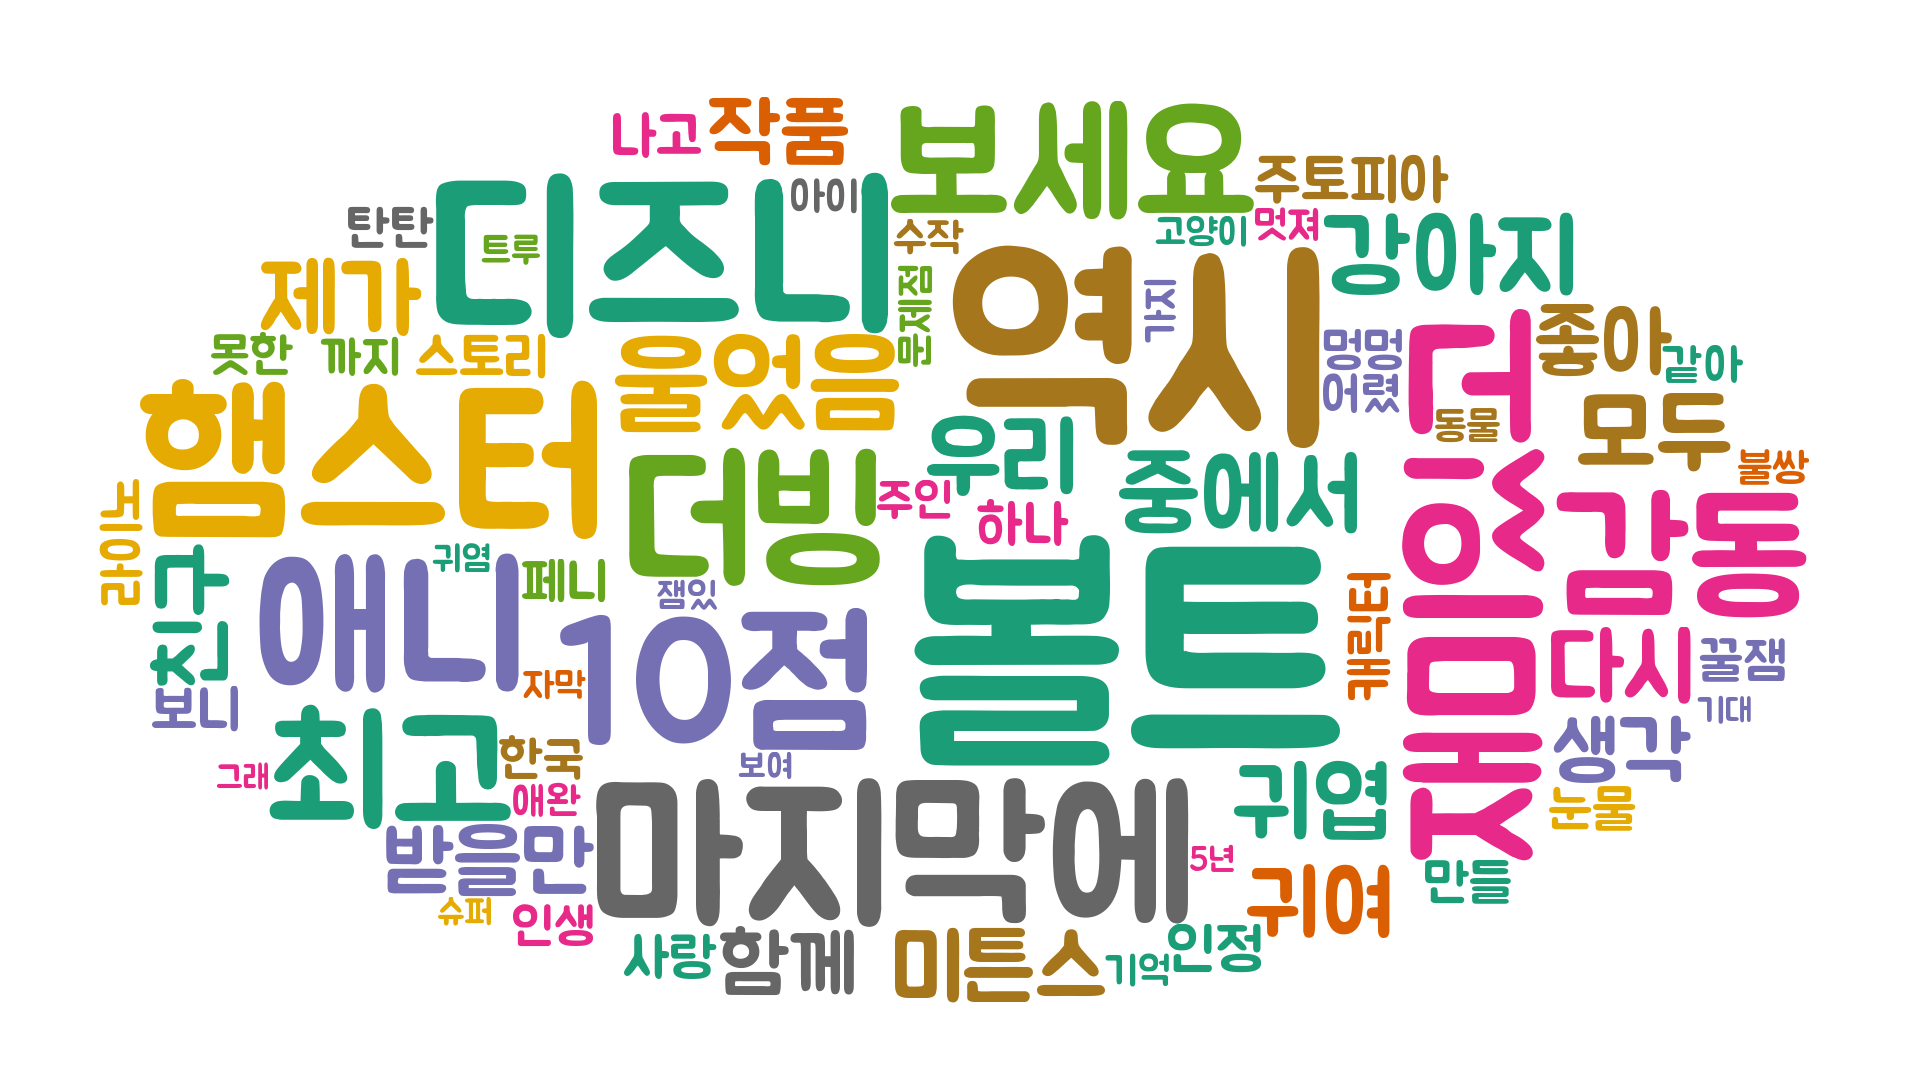 나고 작품 보세요
주토피아
아이
탄탄 디즈니 트루
수작 고양이 멋져 강아지
제가 역시 가지
문제점
못한 까지 스토리
울었음
멍멍
어렸
더
좋아
같아
동물
모두
햄스터
더빙
우리
중에서
재밌음
감동
불쌍
주인
하나
라이노
친구
애니
귀염
페니
잼있
10점
볼트
캐릭터
다시
꿀잼
보니
자막
기대
최고
한국
보여
생각
그래
애완
마지막에
귀엽
눈물
받을만
5년
귀여
만들
슈퍼
인생
사랑
함께
미튼스
기억
인정